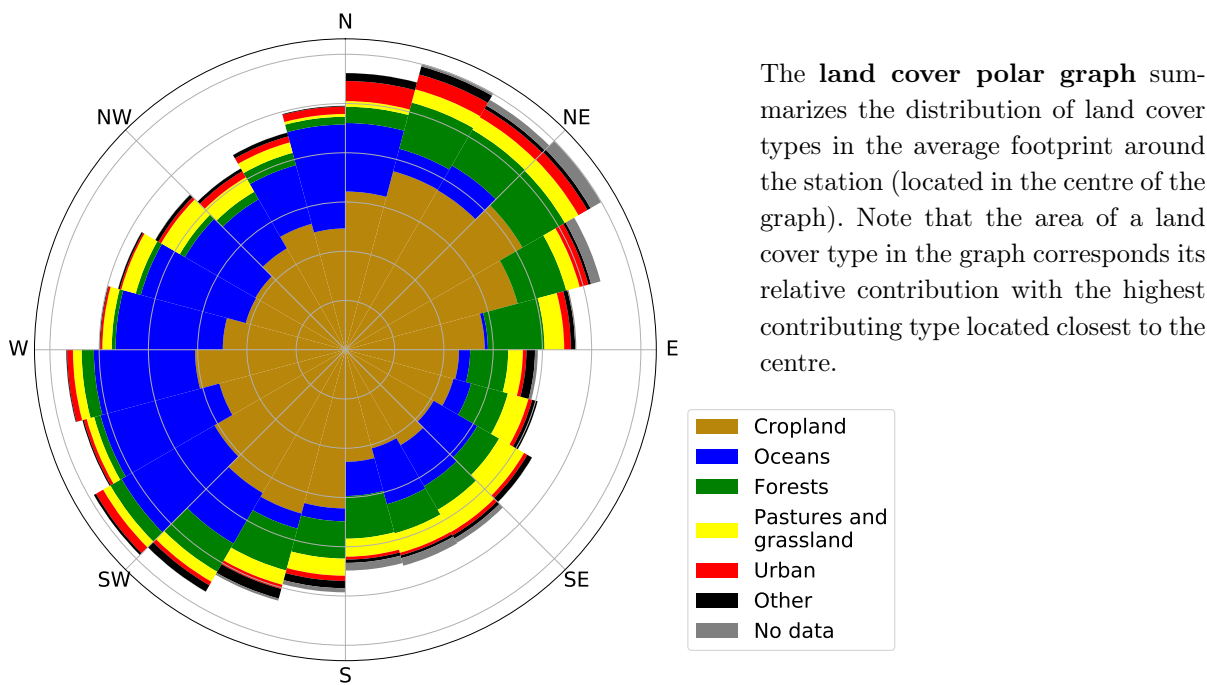 N
NW
NE
W
E
SW
SE
S
The land cover polar graph sum-
marizes the distribution of land cover
types in the average footprint around
the station (located in the centre of the
graph). Note that the area of a land
cover type in the graph corresponds its
relative contribution with the highest
contributing type located closest to the
centre.
Cropland
Oceans
Forests
Pastures and
grassland
Urban
Other
No data